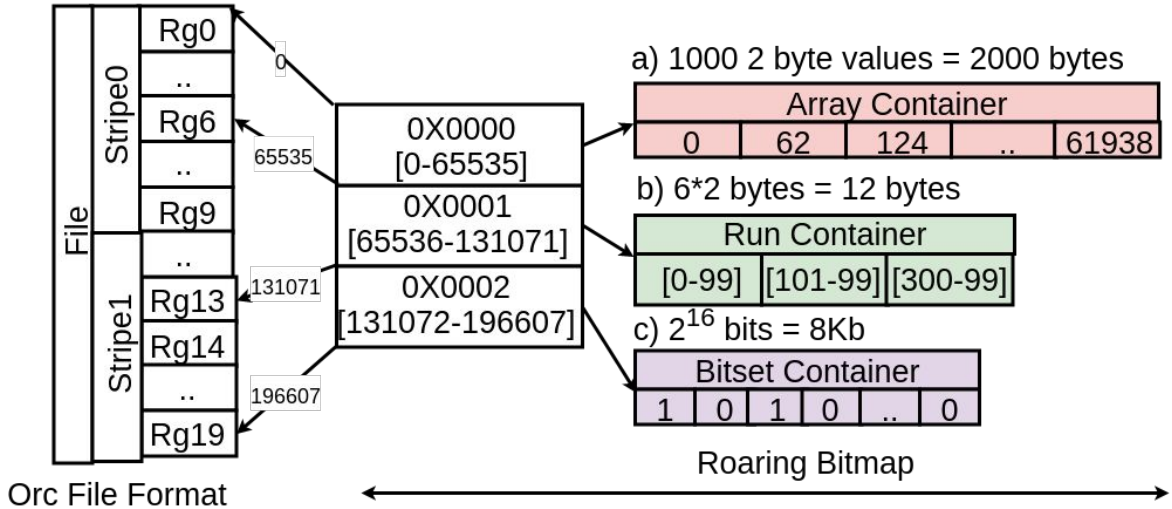 File
Stripe0
Rg0
..
Rg6
..
Rg9
Stripe1
..
Rg13
Rg14
..
Rg19
Orc File Format
0
65535
131071
196607
0X0000
[0-65535]
0X0001
[65536-131071]
0X0002
[131072-196607]
a) 1000 2 byte values = 2000 bytes
Array Container
0 62 124 .. 61938
b) 6*2 bytes = 12 bytes
Run Container
[0-99] [101-99] [300-99]
c) 2^16 bits = 8Kb
Bitset Container
1 0 1 0 .. 0
Roaring Bitmap